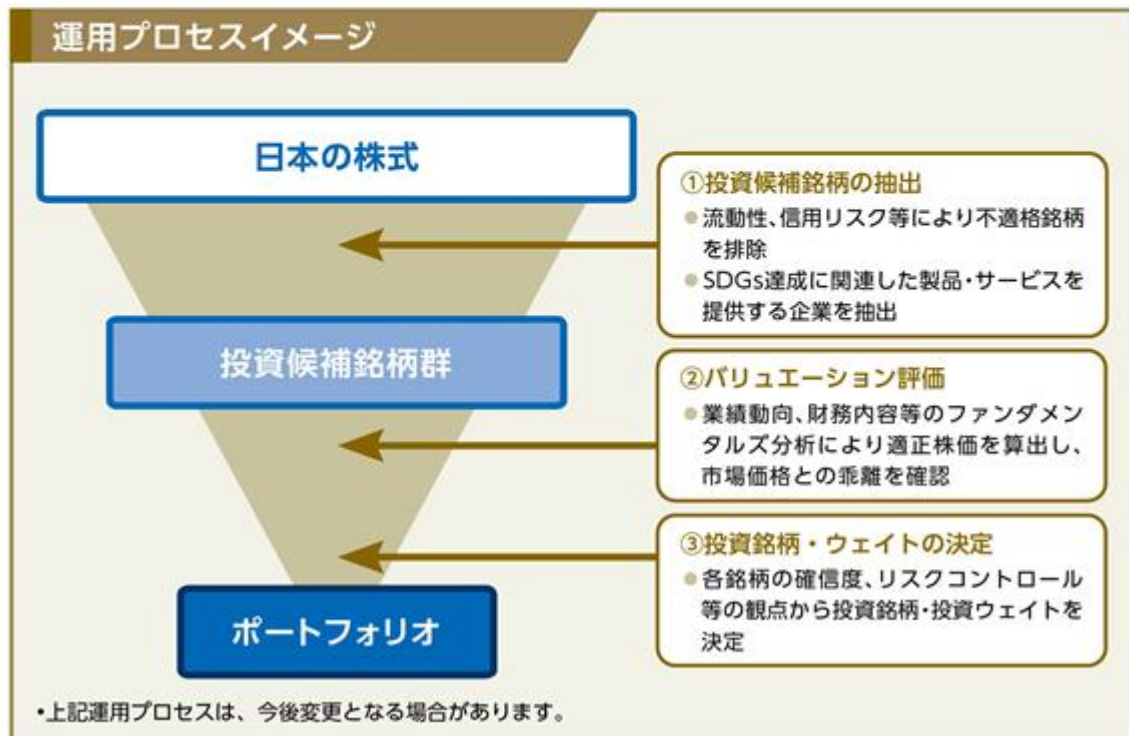 運用プロセスイメージ
日本の株式
①投資候補銘柄の抽出
●流動性、信用リスク等により不適格銘柄
を排除
●SDGs達成に関連した製品・サービスを
提供する企業を抽出
投資候補銘柄群
②バリュエーション評価
●業績動向、財務内容等のファンダメン
タルズ分析により適正株価を算出し、
市場価格との乖離を確認
③投資銘柄・ウェイトの決定
●各銘柄の確信度、リスクコントロール
等の観点から投資銘柄・投資ウェイトを
決定
ポートフォリオ
•上記運用プロセスは、今後変更となる場合があります。